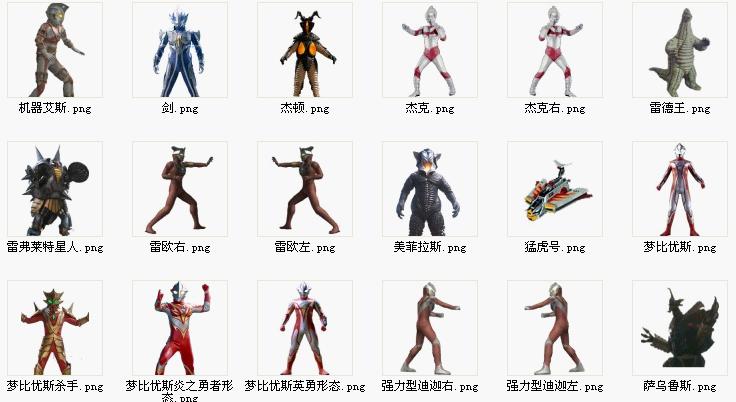 机器艾斯.png
剑.png
杰顿.png
杰克.png
杰克右.png
雷德王.png
雷弗莱特星人.png
雷欧右.png
雷欧左.png
美菲拉斯.png
猛虎号.png
梦比优斯.png
梦比优斯杀手.png
梦比优斯炎之勇者形
态.png
梦比优斯英勇形态.png
强力型迪迦右.png
强力型迪迦左.png
萨乌鲁斯.png